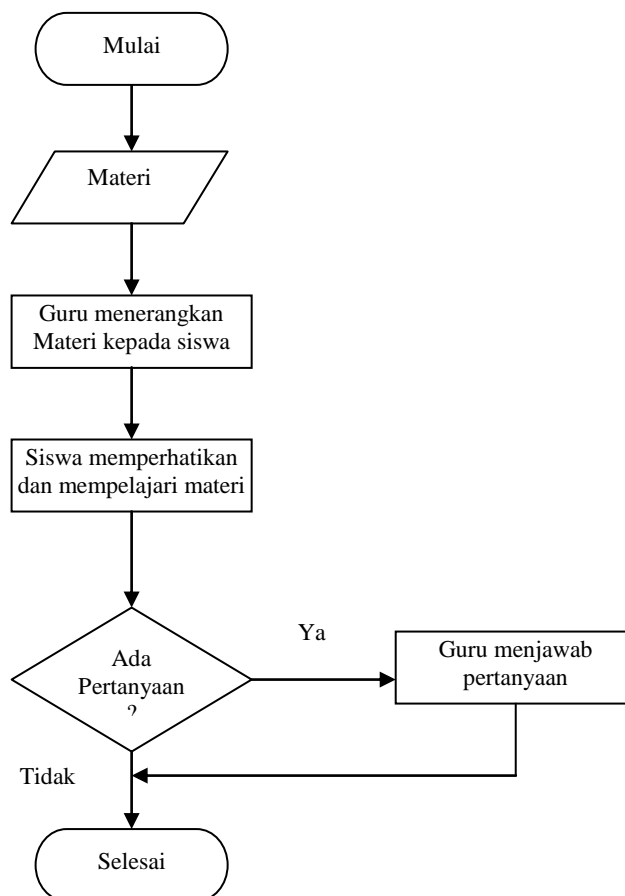 Mulai
Materi
Guru menerangkan
Materi kepada siswa
Siswa memperhatikan
dan mempelajari materi
Ada
Pertanyaan
?
Ya
Guru menjawab
pertanyaan
Tidak
Selesai